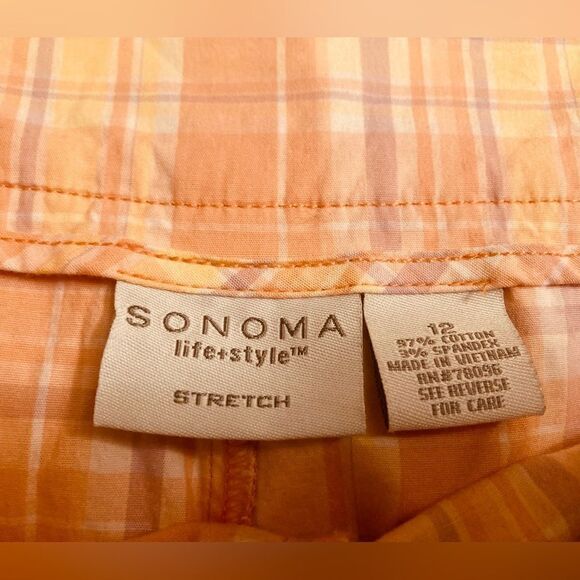 SONOMA
life+style™
STRETCH
12
97% COTTON
3% SPANDEX
MADE IN VIETNAM
RN#78096
SEE REVERSE
FOR CARE